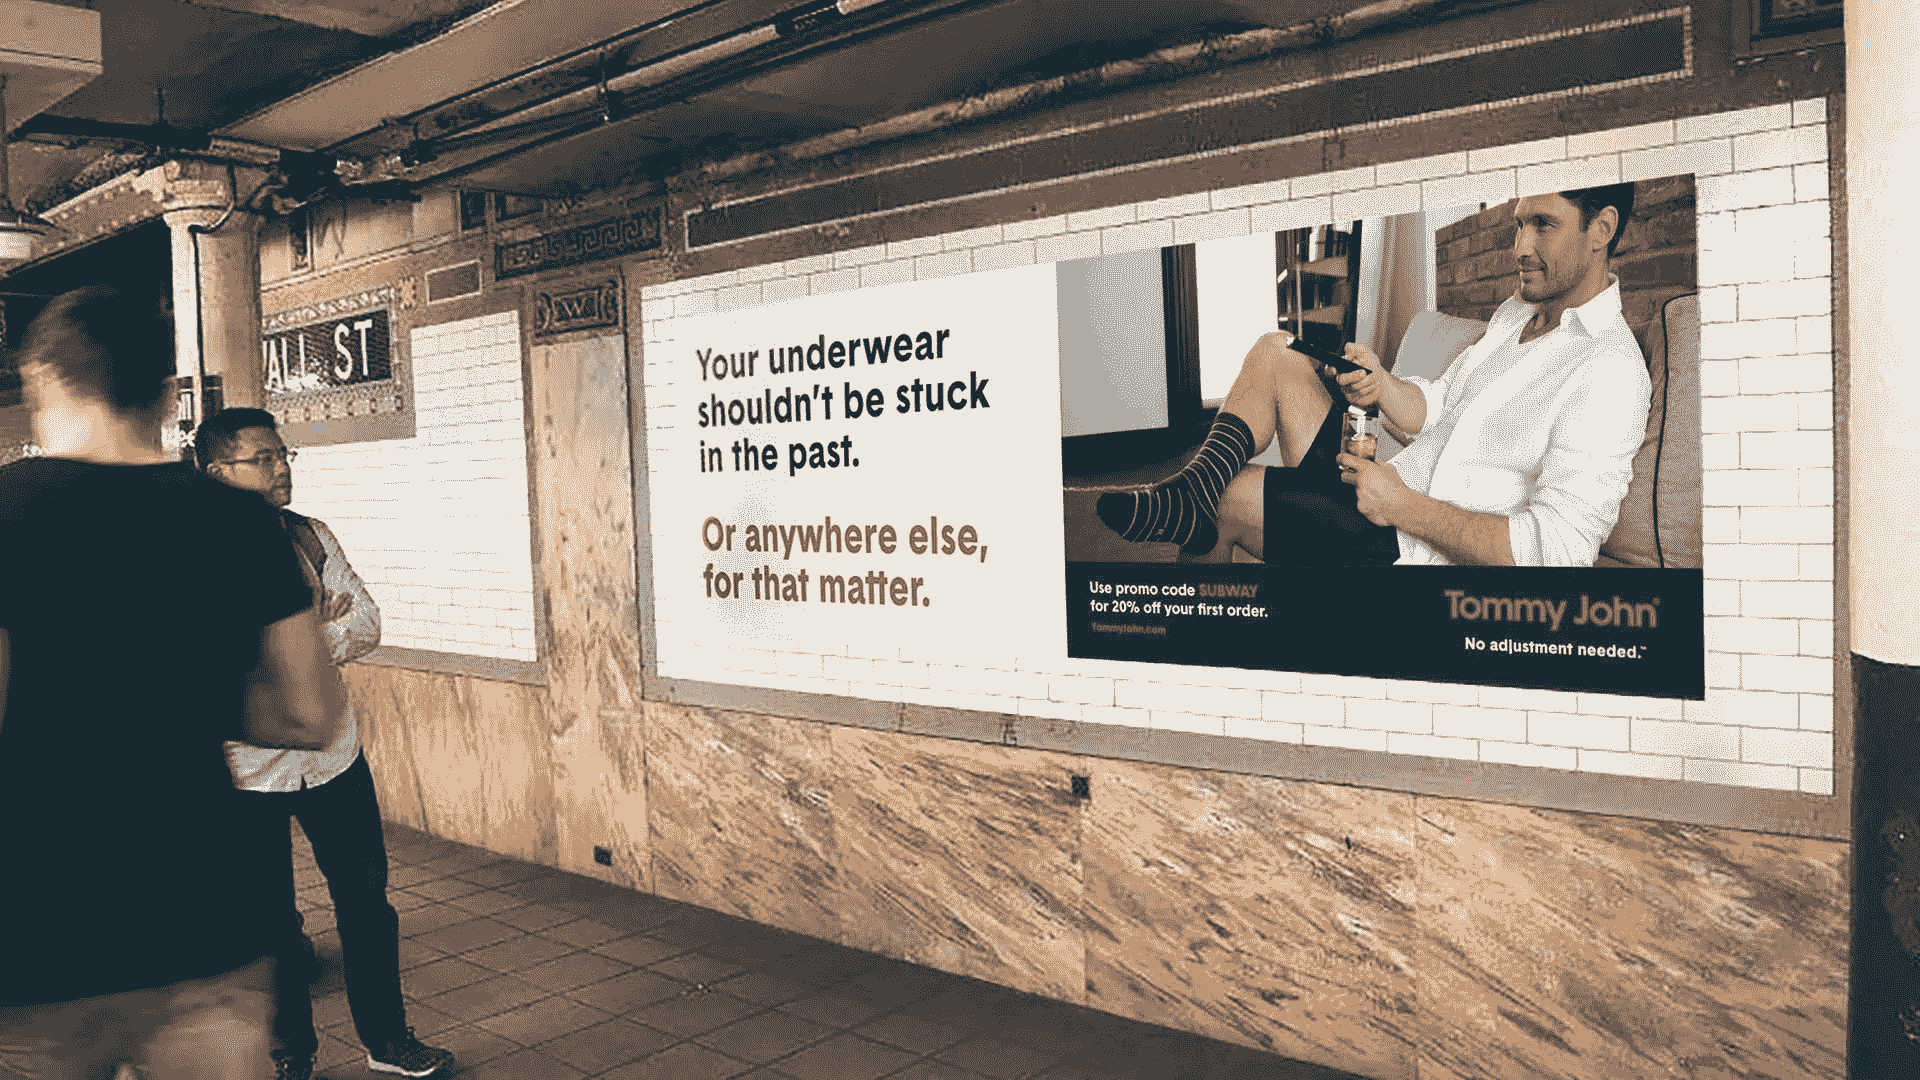 ALL ST
W
Your underwear
shouldn't be stuck
in the past.
Or anywhere else,
for that matter.
Use promo code SUBWAY
for 20% off your first order.
TommyJohn.com
Tommy John®
No adjustment needed.™